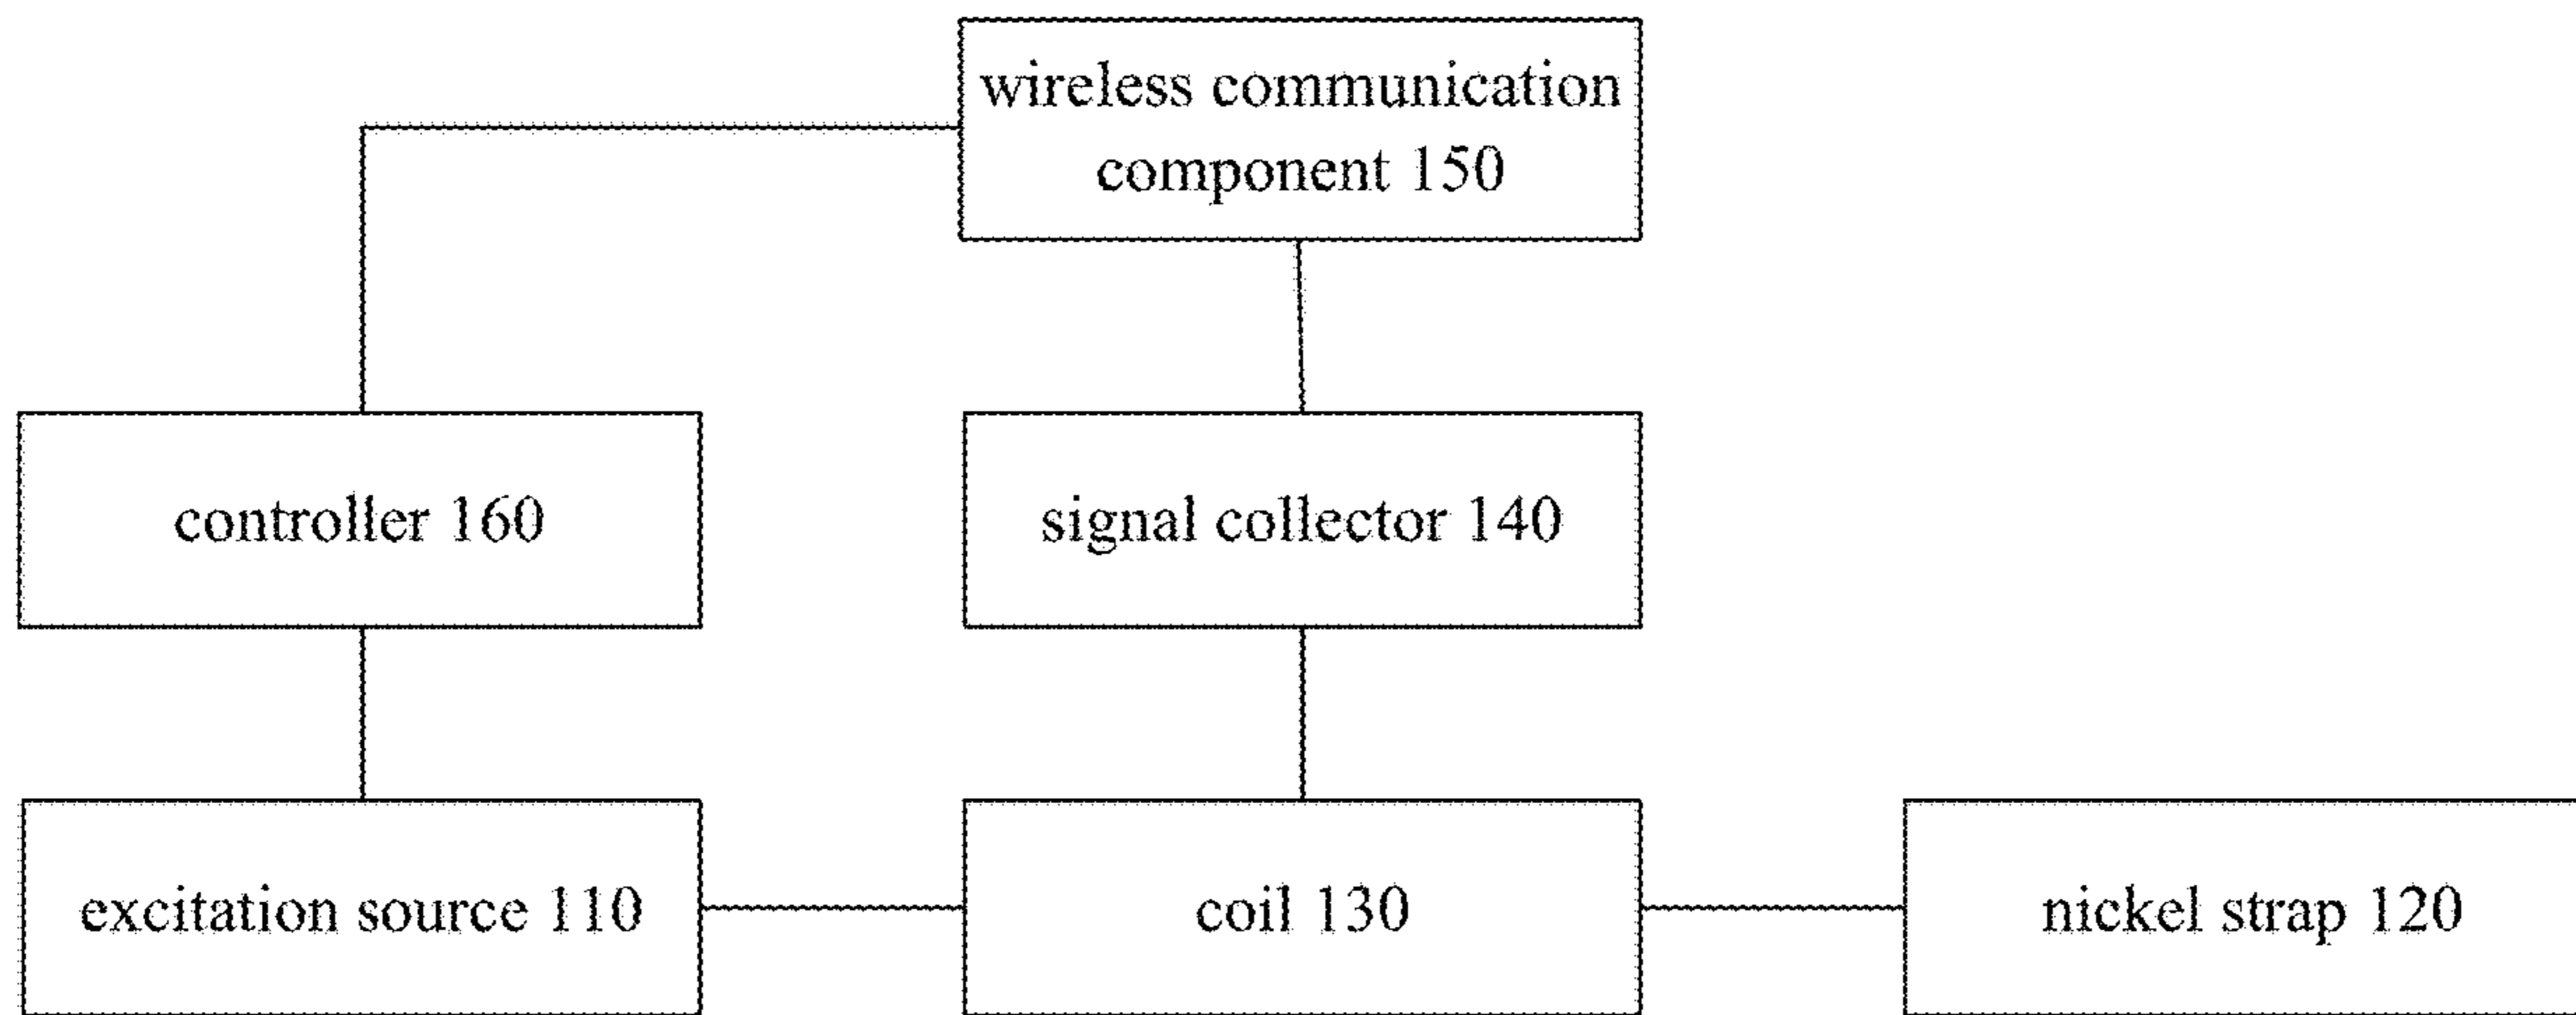 wireless communication
component 150
controller 160
signal collector 140
excitation source 110
coil 130
nickel strap 120